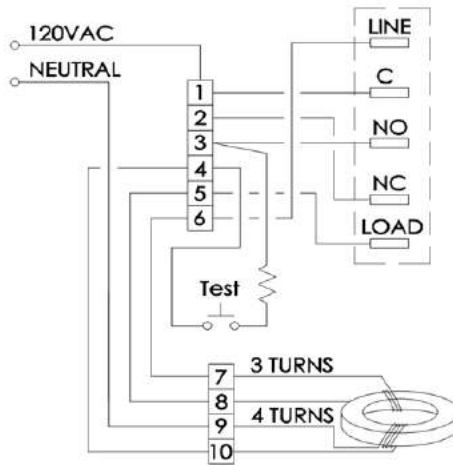 120VAC
NEUTRAL
LINE
C
NO
NC
LOAD
1
2
3
4
5
6
Test
7
8
9
10
3 TURNS
4 TURNS